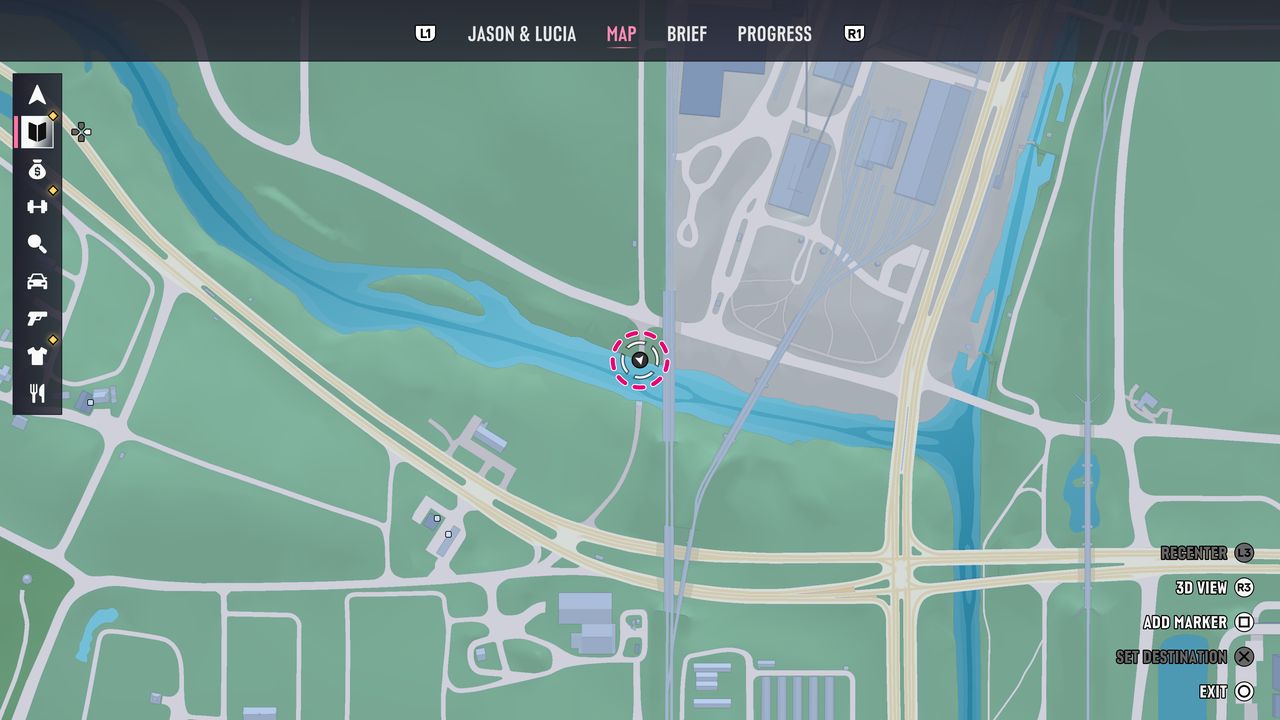 L1 JASON & LUCIA MAP BRIEF PROGRESS R1
$
RECENTER L3
3D VIEW R3
ADD MARKER
SET DESTINATION
EXIT